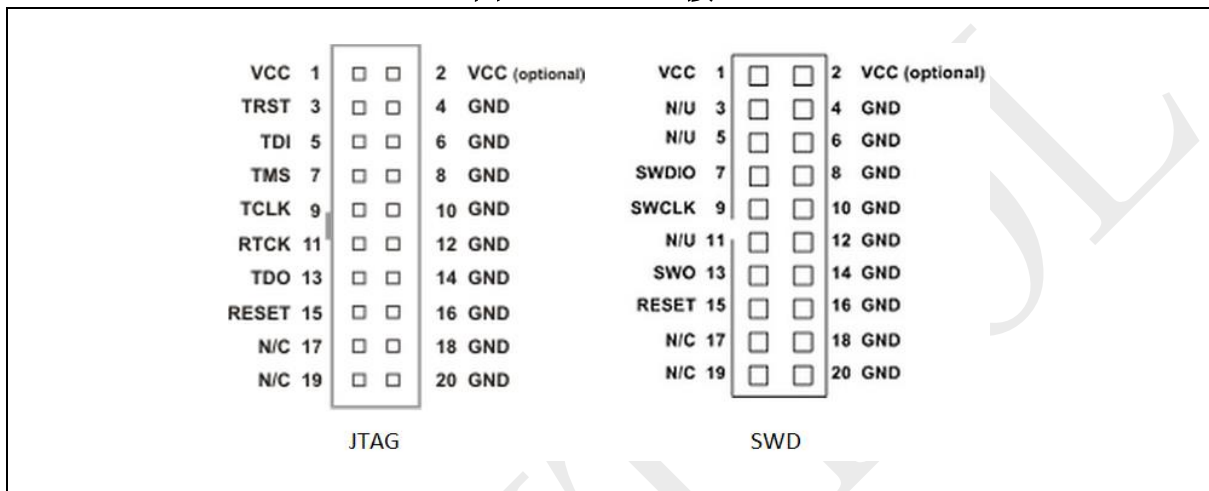 VCC 1 2 VCC (optional)
TRST 3 4 GND
TDI 5 6 GND
TMS 7 8 GND
TCLK 9 10 GND
RTCK 11 12 GND
TDO 13 14 GND
RESET 15 16 GND
N/C 17 18 GND
N/C 19 20 GND
JTAG
VCC 1 2 VCC (optional)
N/U 3 4 GND
N/U 5 6 GND
SWDIO 7 8 GND
SWCLK 9 10 GND
N/U 11 12 GND
SWO 13 14 GND
RESET 15 16 GND
N/C 17 18 GND
N/C 19 20 GND
SWD